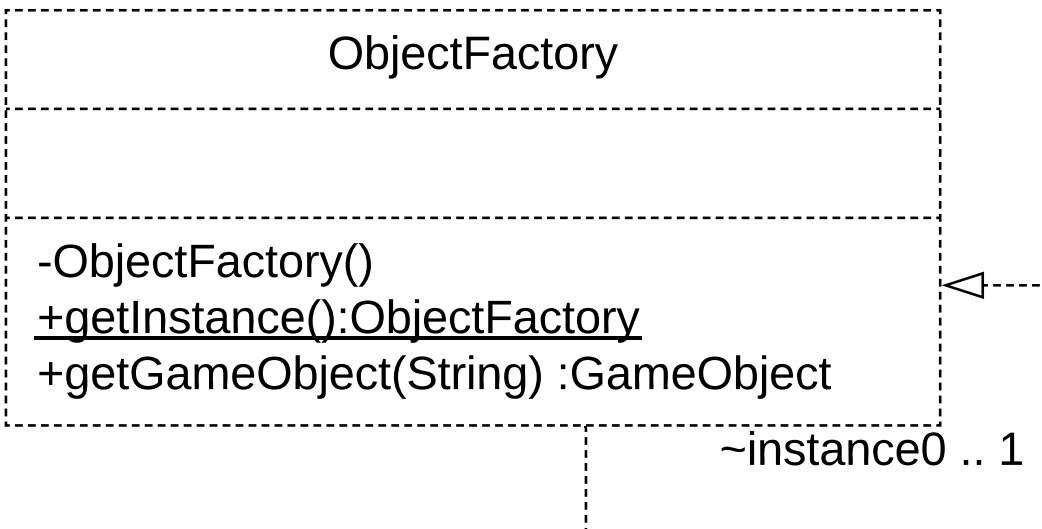 ObjectFactory
-ObjectFactory()
+getInstance():ObjectFactory
+getGameObject(String) :GameObject
~instance0 .. 1